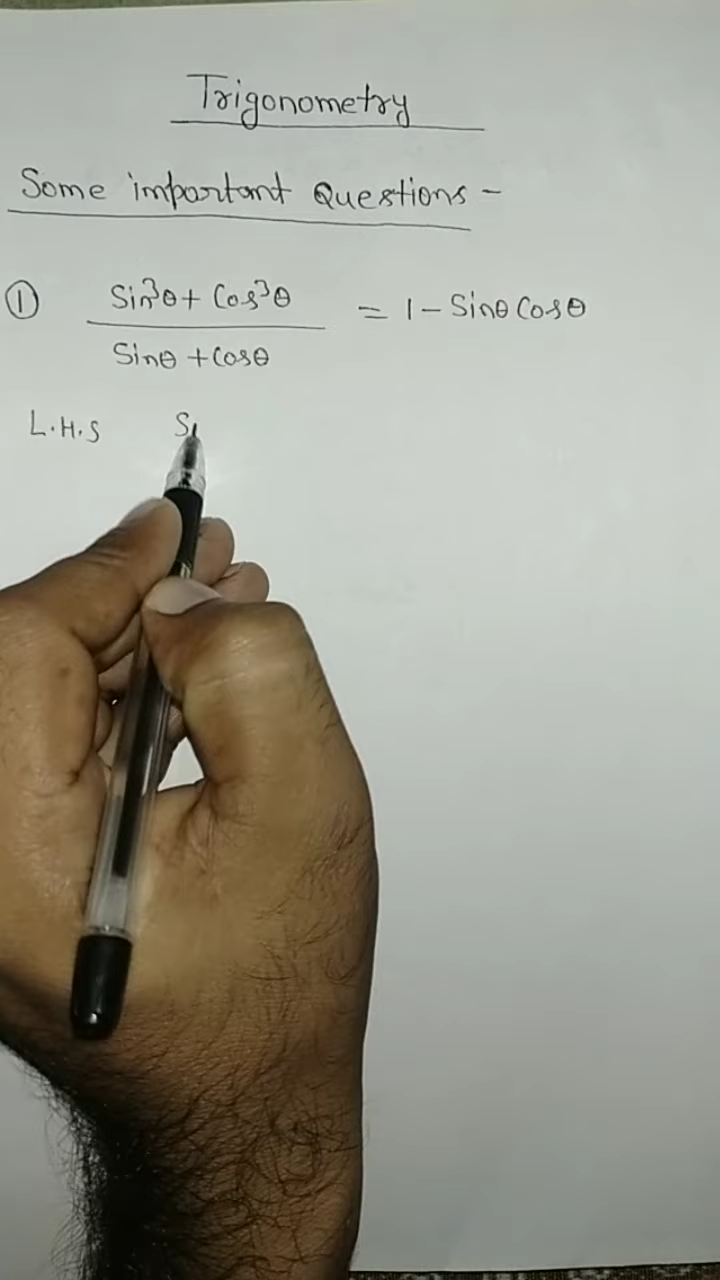 Trigonometry
Some important Questions -
① Sin³θ + Cos³θ / Sinθ + Cosθ = 1 - Sinθ Cosθ
L.H.S S